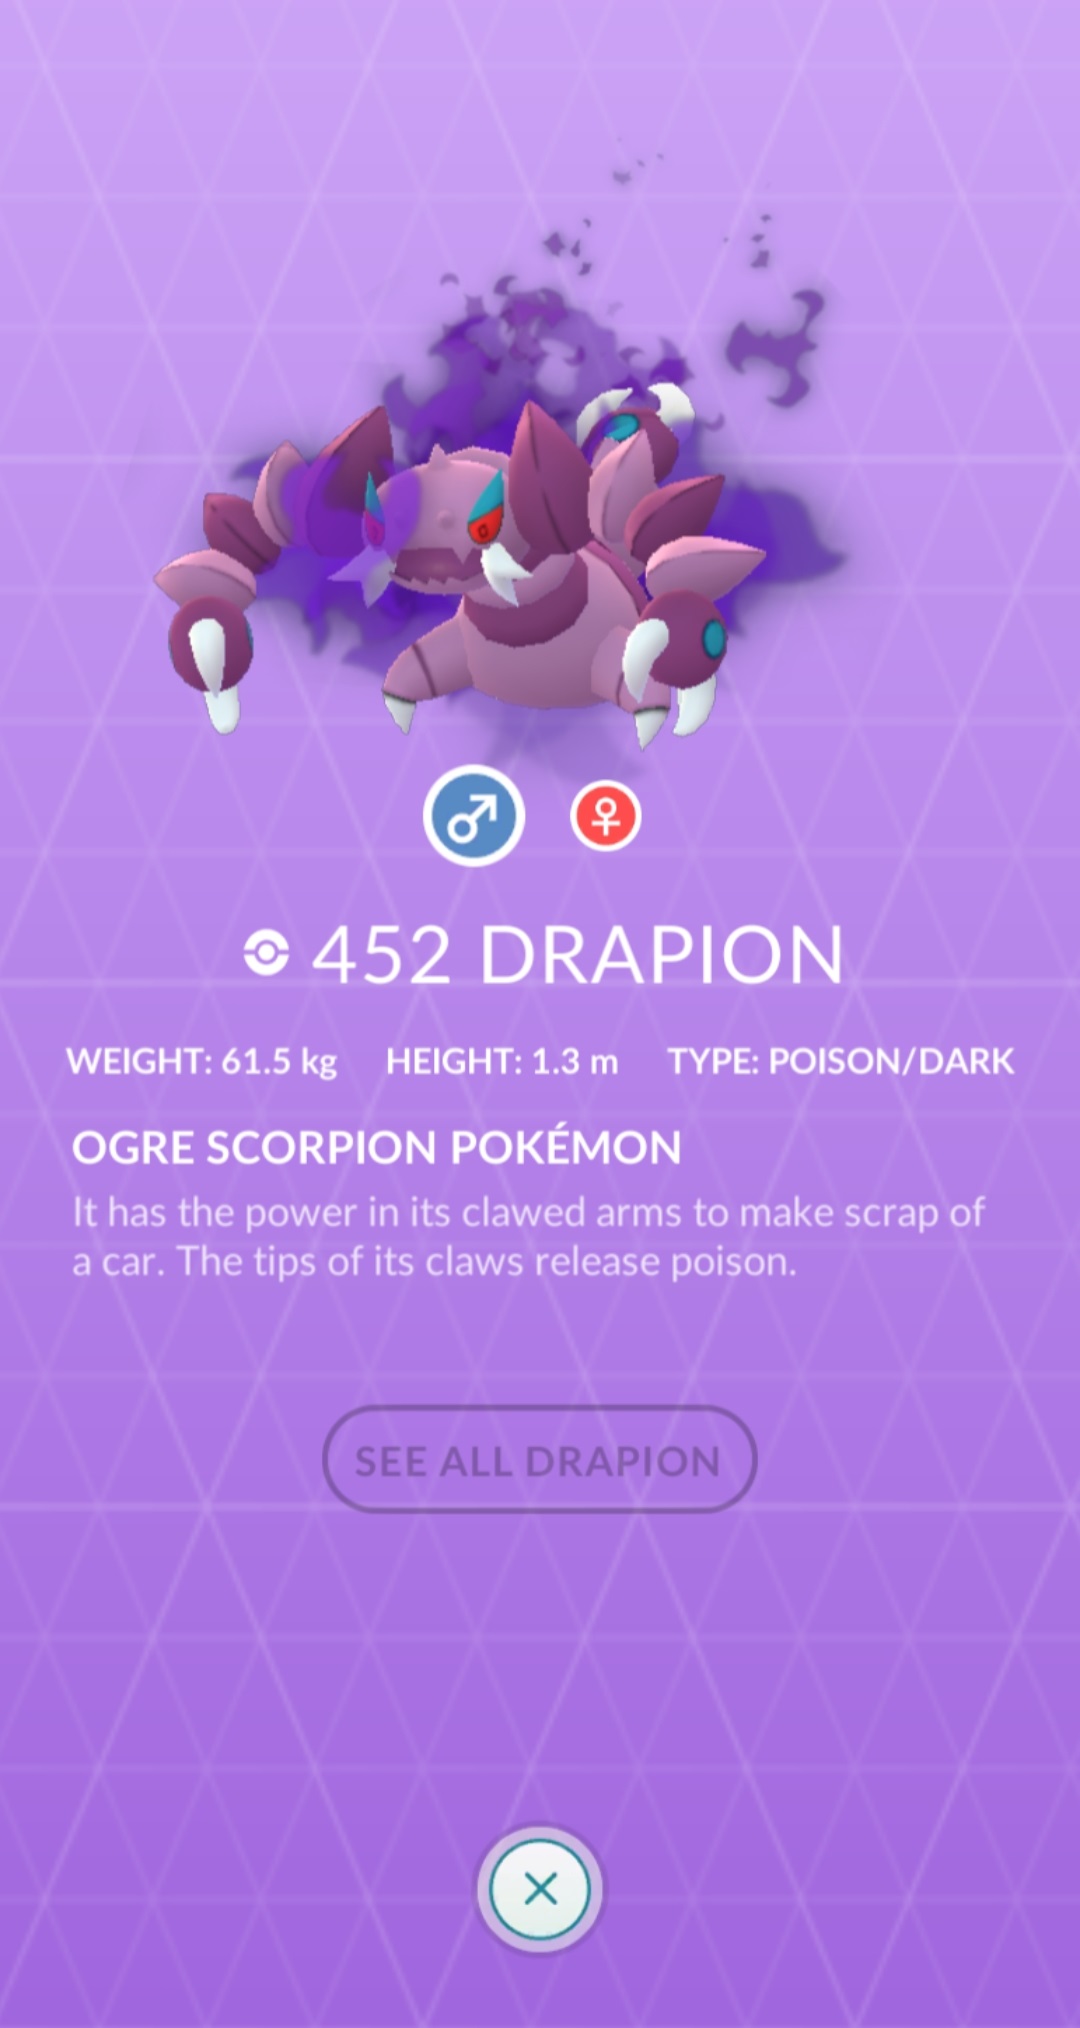 452 DRAPION
WEIGHT: 61.5 kg HEIGHT: 1.3 m TYPE: POISON/DARK
OGRE SCORPION POKÉMON
It has the power in its clawed arms to make scrap of
a car. The tips of its claws release poison.
SEE ALL DRAPION